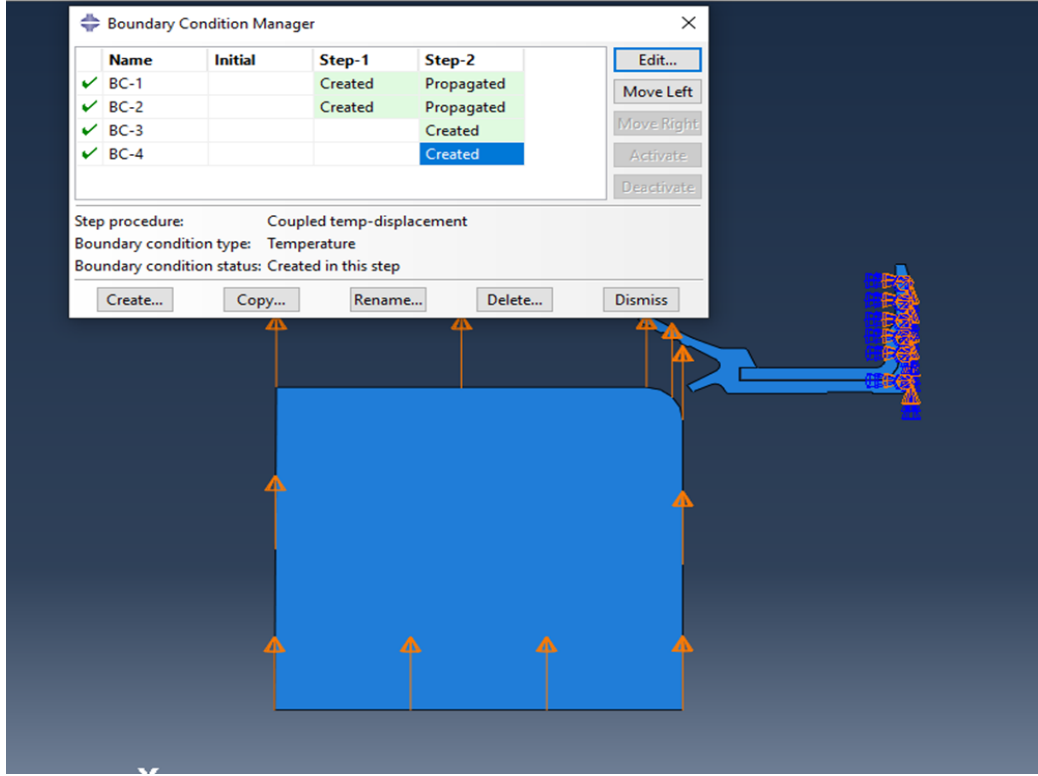 Boundary Condition Manager
Name Initial Step-1 Step-2
BC-1 Created Propagated
BC-2 Created Propagated
BC-3 Created
BC-4 Created
Edit...
Move Left
Move Right
Activate
Deactivate
Step procedure: Coupled temp-displacement
Boundary condition type: Temperature
Boundary condition status: Created in this step
Create... Copy... Rename... Delete... Dismiss
X